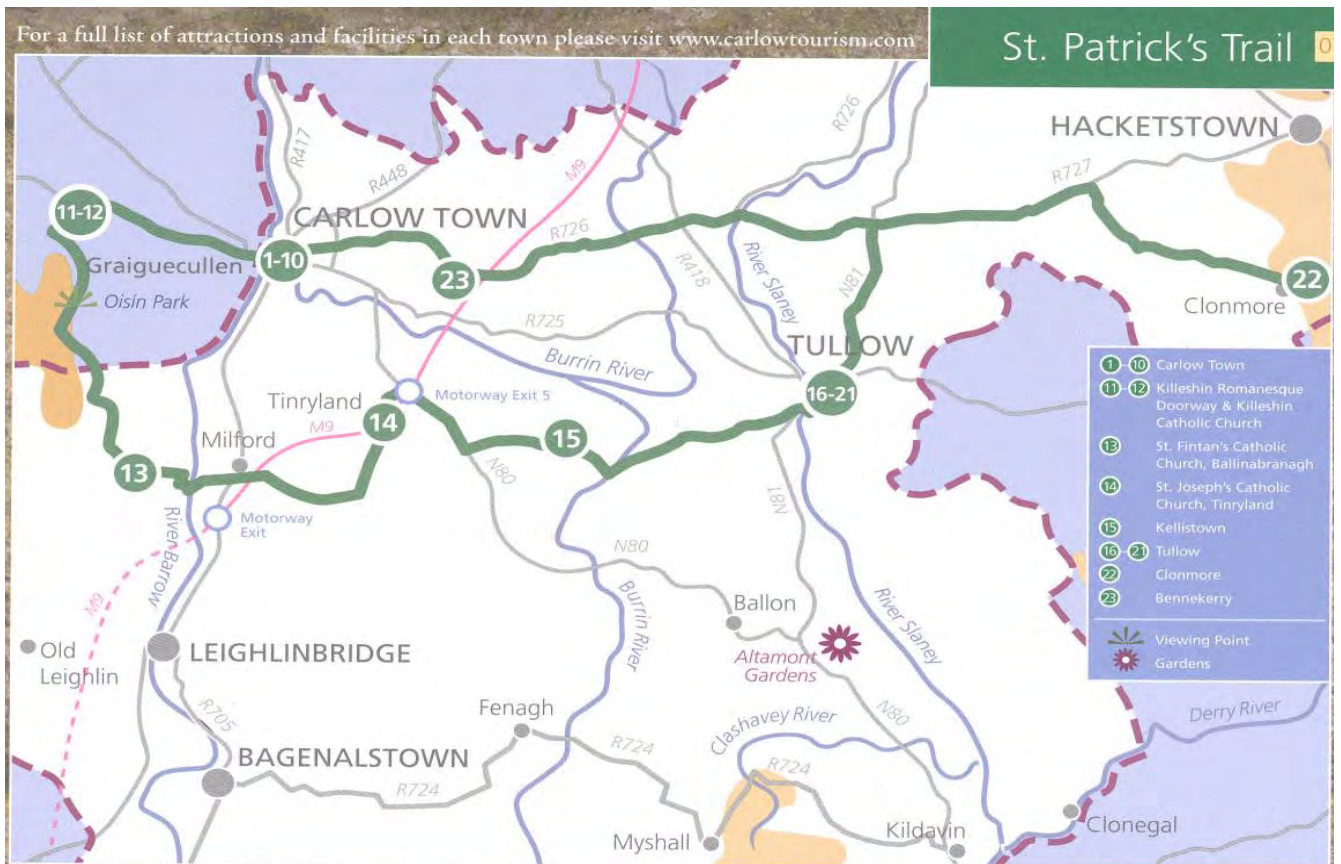 For a full list of attractions and facilities in each town please visit www.carlowtourism.com
St. Patrick's Trail
HACKETSTOWN
R417
R448
M9
R726
R727
11-12
CARLOW TOWN
R726
Graiguecullen
1-10
23
R418
River Slaney
N81
22
Clonmore
Oisín Park
R725
TULLOW
Burrin River
16-21
Tinryland
Motorway Exit 5
14
M9
15
Milford
13
N80
N81
Motorway
Exit
River Barrow
M9
N80
Burrin River
Ballon
River Slaney
Altamont
Gardens
Old
Leighlin
LEIGHLINBRIDGE
R705
Fenagh
N80
Clashavey River
Derry River
BAGENALSTOWN
R724
R724
R724
Myshall
Kildavin
Clonegal
1 10 Carlow Town
11 12 Killeshin Romanesque
Doorway & Killeshin
Catholic Church
13 St. Fintan's Catholic
Church, Ballinabranagh
14 St. Joseph's Catholic
Church, Tinryland
15 Kellistown
16 21 Tullow
22 Clonmore
23 Bennekerry
Viewing Point
Gardens